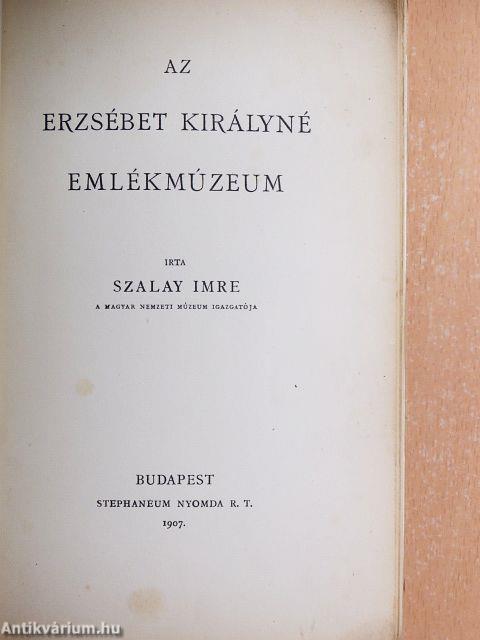 AZ
ERZSÉBET KIRÁLYNÉ
EMLÉKMÚZEUM
IRTA
SZALAY IMRE
A MAGYAR NEMZETI MÚZEUM IGAZGATÓJA
BUDAPEST
STEPHANEUM NYOMDA R. T.
1907.
Antikvárium.hu